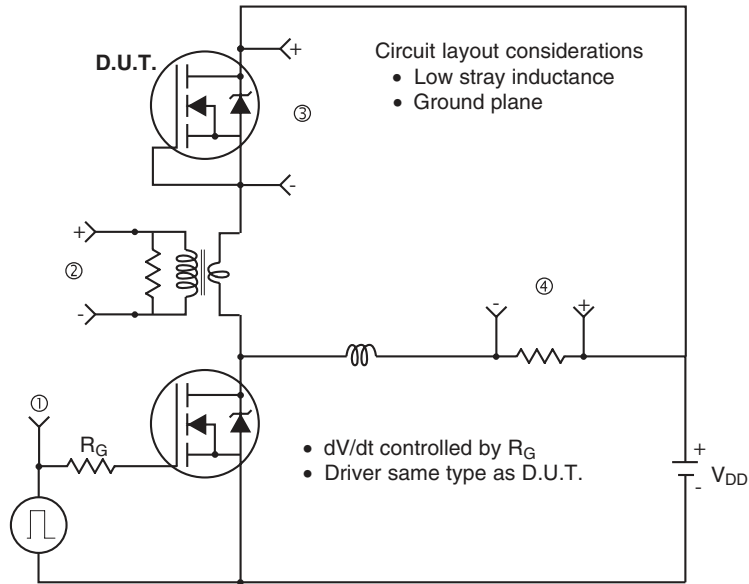 D.U.T.
+
-
③
Circuit layout considerations
• Low stray inductance
• Ground plane
+
②
-
-
④
+
①
R_G
• dV/dt controlled by R_G
• Driver same type as D.U.T.
+
V_DD
-